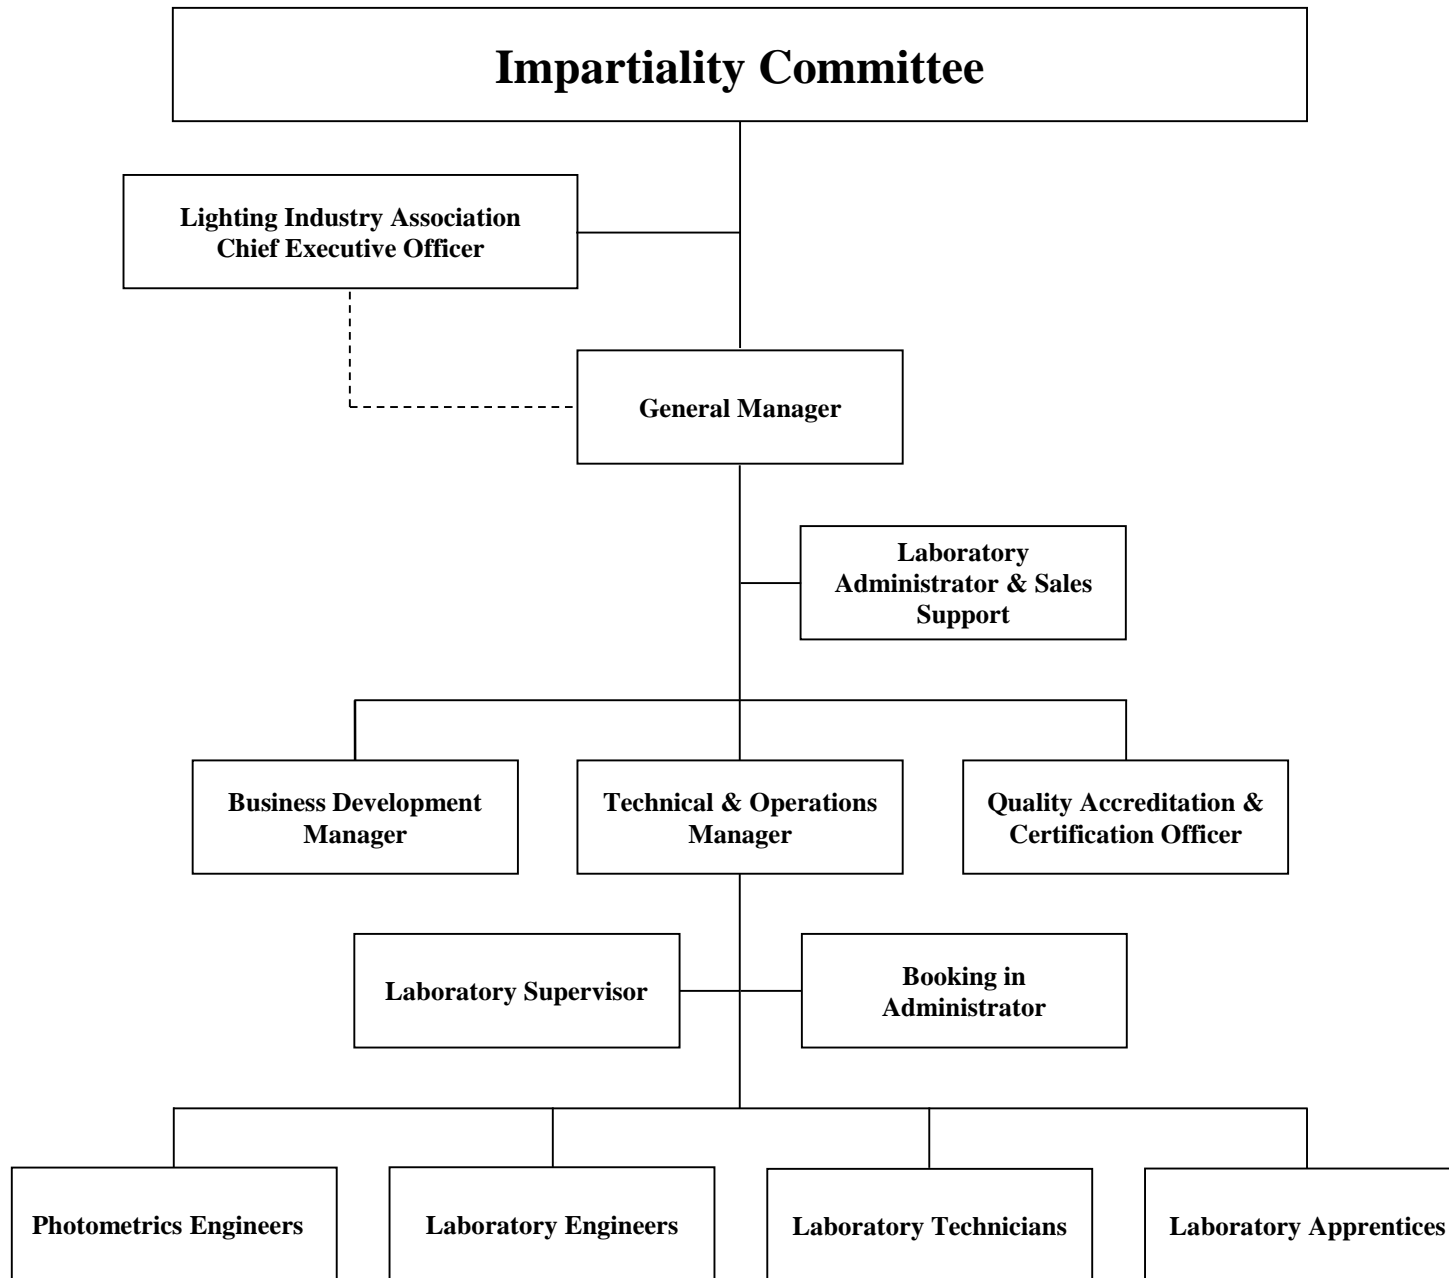 Impartiality Committee
Lighting Industry Association
Chief Executive Officer
General Manager
Laboratory
Administrator & Sales
Support
Business Development
Manager
Technical & Operations
Manager
Quality Accreditation &
Certification Officer
Laboratory Supervisor
Booking in
Administrator
Photometrics Engineers
Laboratory Engineers
Laboratory Technicians
Laboratory Apprentices